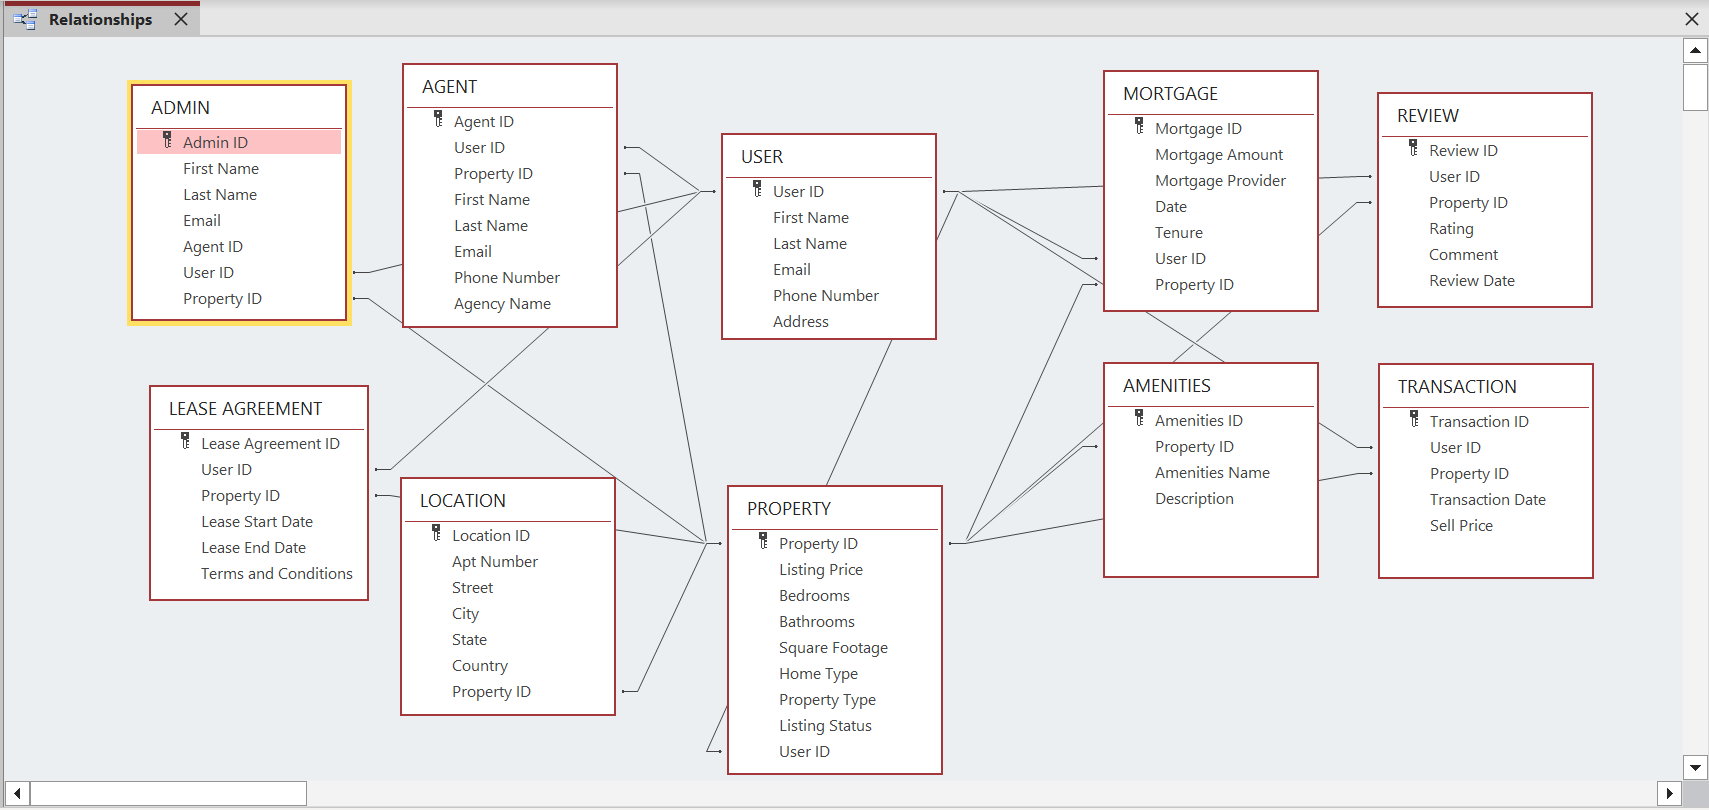 Relationships
ADMIN
Admin ID
First Name
Last Name
Email
Agent ID
User ID
Property ID
AGENT
Agent ID
User ID
Property ID
First Name
Last Name
Email
Phone Number
Agency Name
USER
User ID
First Name
Last Name
Email
Phone Number
Address
MORTGAGE
Mortgage ID
Mortgage Amount
Mortgage Provider
Date
Tenure
User ID
Property ID
REVIEW
Review ID
User ID
Property ID
Rating
Comment
Review Date
LEASE AGREEMENT
Lease Agreement ID
User ID
Property ID
Lease Start Date
Lease End Date
Terms and Conditions
LOCATION
Location ID
Apt Number
Street
City
State
Country
Property ID
PROPERTY
Property ID
Listing Price
Bedrooms
Bathrooms
Square Footage
Home Type
Property Type
Listing Status
User ID
AMENITIES
Amenities ID
Property ID
Amenities Name
Description
TRANSACTION
Transaction ID
User ID
Property ID
Transaction Date
Sell Price